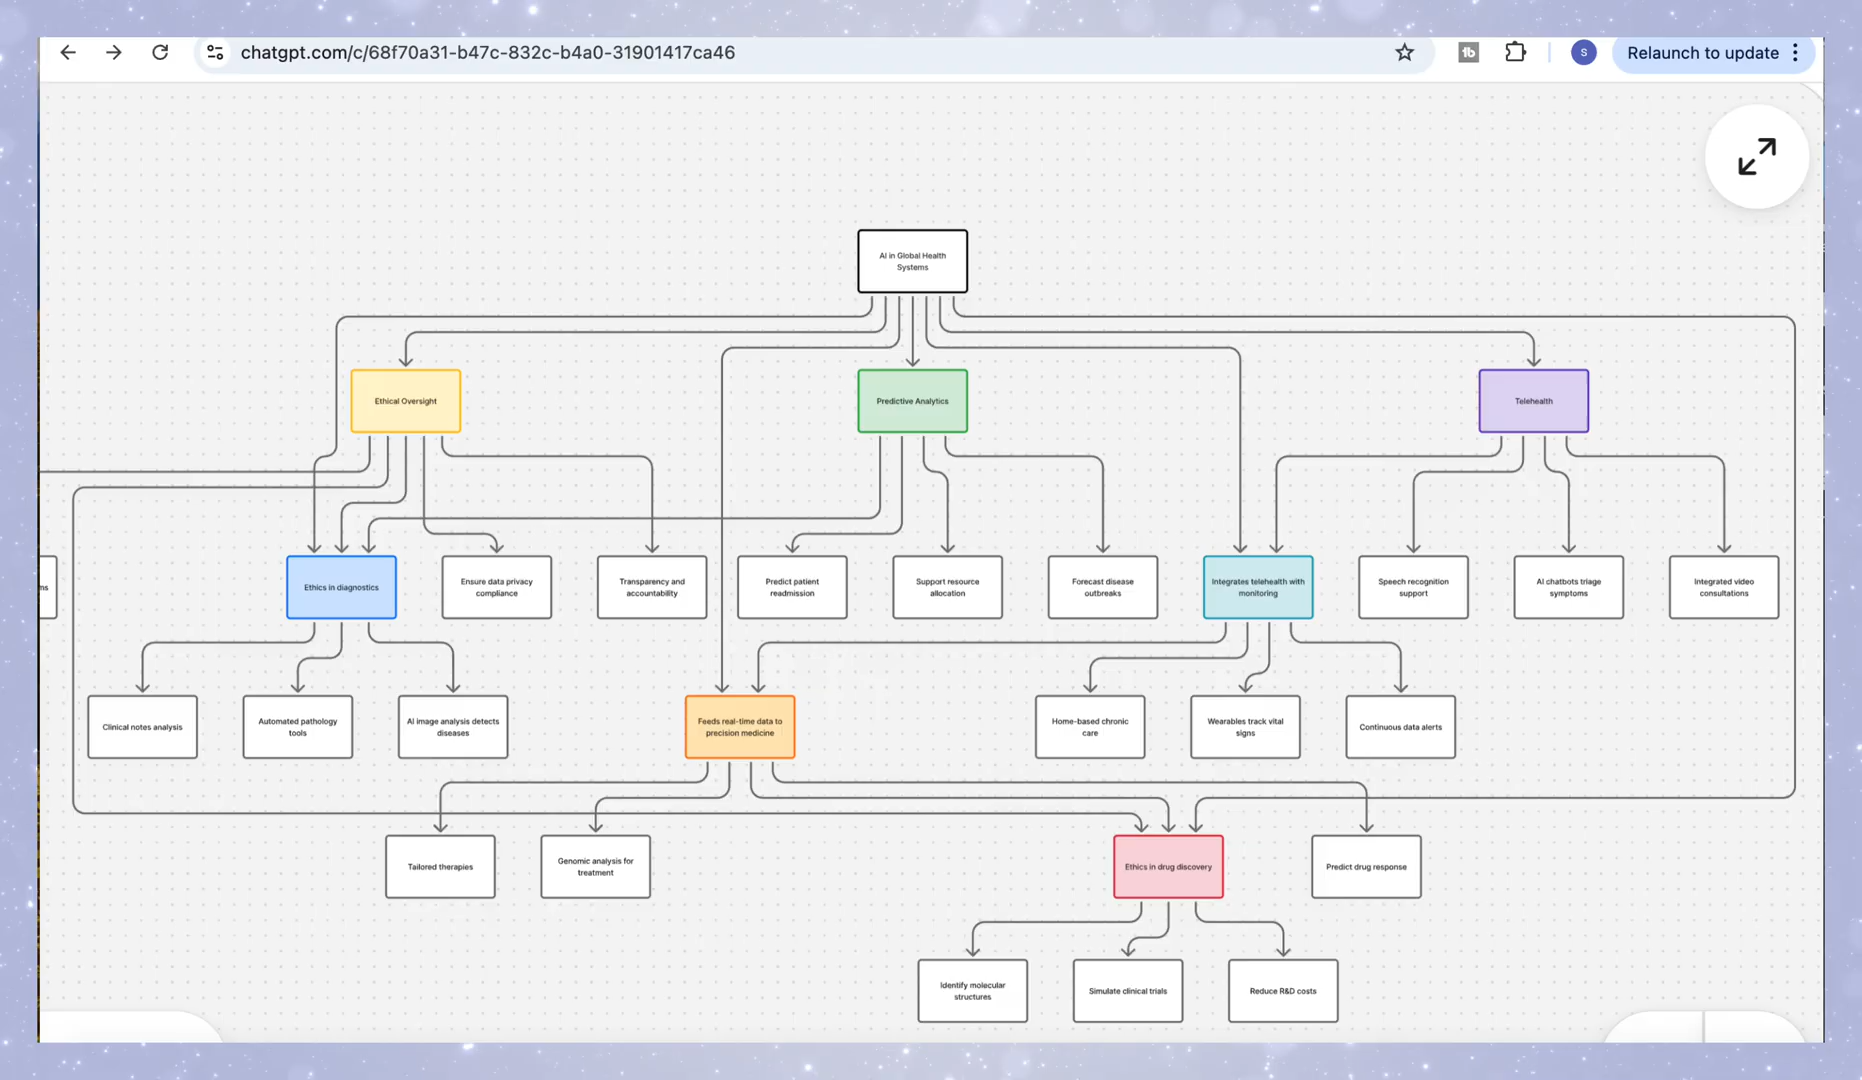 chatgpt.com/c/68f70a31-b47c-832c-b4a0-31901417ca46
S
Relaunch to update
AI in Global Health
Systems
Ethical Oversight
Predictive Analytics
Telehealth
ms
Ethics in diagnostics
Ensure data privacy
compliance
Transparency and
accountability
Predict patient
readmission
Support resource
allocation
Forecast disease
outbreaks
Integrates telehealth with
monitoring
Speech recognition
support
AI chatbots triage
symptoms
Integrated video
consultations
Clinical notes analysis
Automated pathology
tools
AI image analysis detects
diseases
Feeds real-time data to
precision medicine
Home-based chronic
care
Wearables track vital
signs
Continuous data alerts
Tailored therapies
Genomic analysis for
treatment
Ethics in drug discovery
Predict drug response
Identify molecular
structures
Simulate clinical trials
Reduce R&D costs